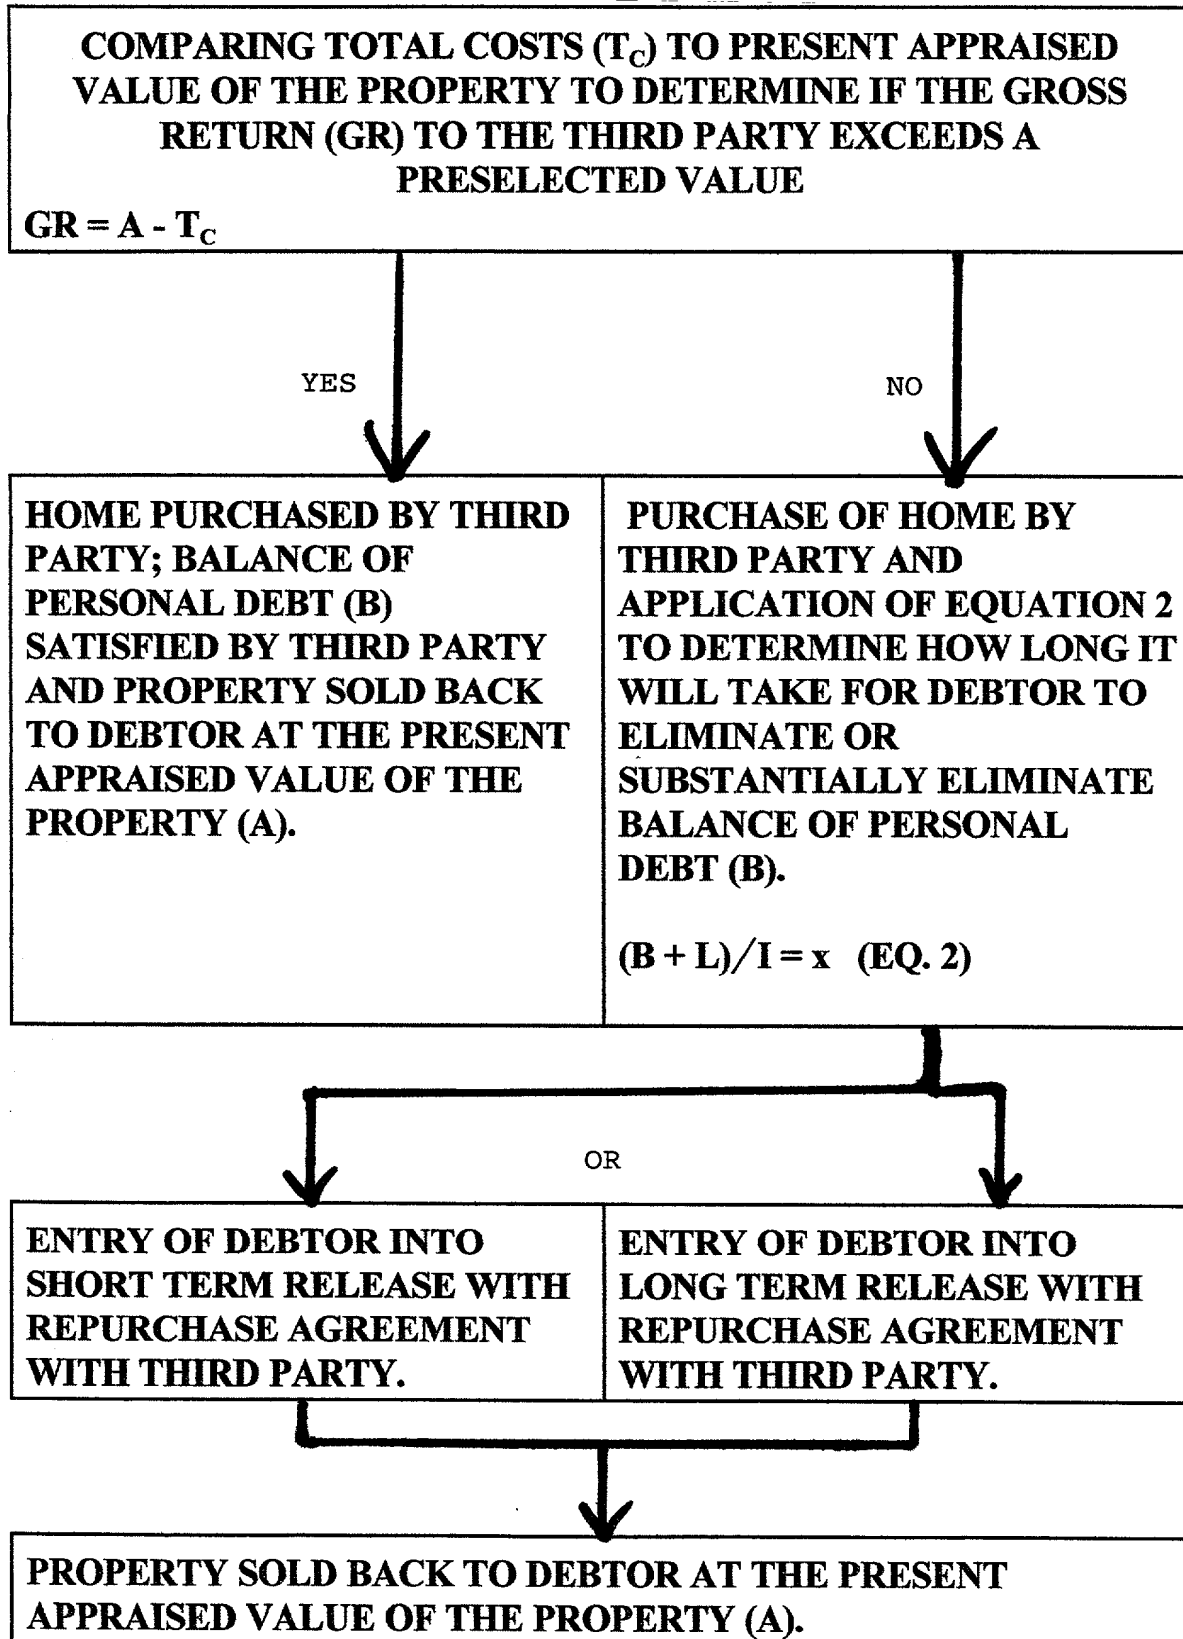 COMPARING TOTAL COSTS (TC) TO PRESENT APPRAISED
VALUE OF THE PROPERTY TO DETERMINE IF THE GROSS
RETURN (GR) TO THE THIRD PARTY EXCEEDS A
PRESELECTED VALUE
GR = A - TC
YES
NO
HOME PURCHASED BY THIRD
PARTY; BALANCE OF
PERSONAL DEBT (B)
SATISFIED BY THIRD PARTY
AND PROPERTY SOLD BACK
TO DEBTOR AT THE PRESENT
APPRAISED VALUE OF THE
PROPERTY (A).
PURCHASE OF HOME BY
THIRD PARTY AND
APPLICATION OF EQUATION 2
TO DETERMINE HOW LONG IT
WILL TAKE FOR DEBTOR TO
ELIMINATE OR
SUBSTANTIALLY ELIMINATE
BALANCE OF PERSONAL
DEBT (B).
(B + L)/I = x (EQ. 2)
OR
ENTRY OF DEBTOR INTO
SHORT TERM RELEASE WITH
REPURCHASE AGREEMENT
WITH THIRD PARTY.
ENTRY OF DEBTOR INTO
LONG TERM RELEASE WITH
REPURCHASE AGREEMENT
WITH THIRD PARTY.
PROPERTY SOLD BACK TO DEBTOR AT THE PRESENT
APPRAISED VALUE OF THE PROPERTY (A).